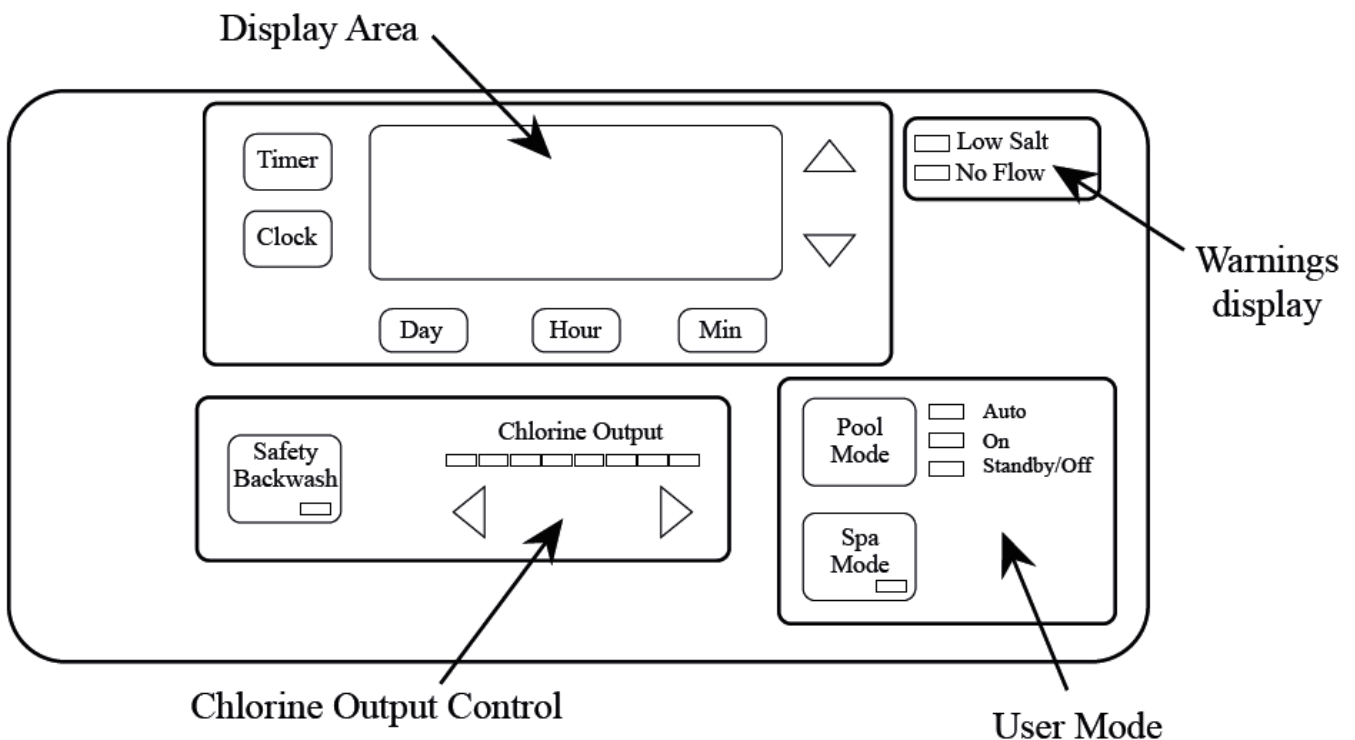 Display Area
Timer
Clock
Day
Hour
Min
Low Salt
No Flow
Warnings
display
Safety
Backwash
Chlorine Output
Pool
Mode
Auto
On
Standby/Off
Spa
Mode
Chlorine Output Control
User Mode